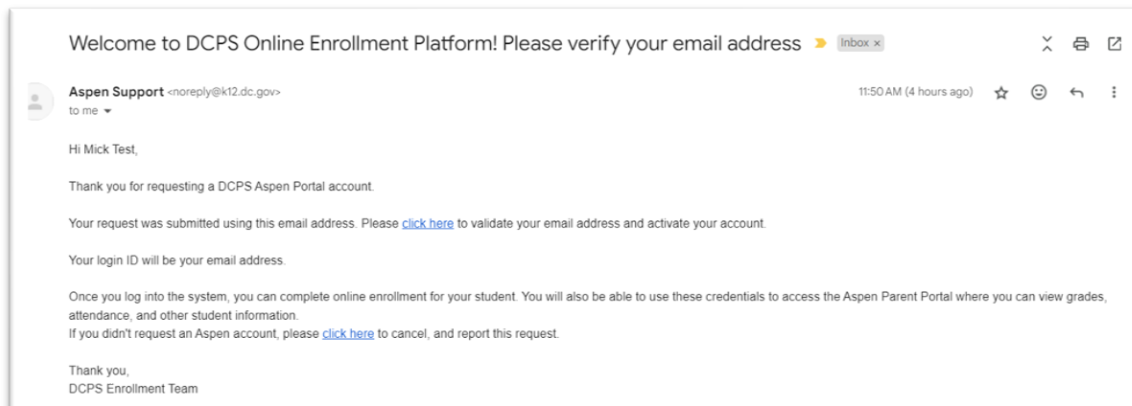 Welcome to DCPS Online Enrollment Platform! Please verify your email address Inbox x
Aspen Support <noreply@k12.dc.gov> 11:50 AM (4 hours ago)
to me
Hi Mick Test,
Thank you for requesting a DCPS Aspen Portal account.
Your request was submitted using this email address. Please click here to validate your email address and activate your account.
Your login ID will be your email address.
Once you log into the system, you can complete online enrollment for your student. You will also be able to use these credentials to access the Aspen Parent Portal where you can view grades,
attendance, and other student information.
If you didn't request an Aspen account, please click here to cancel, and report this request.
Thank you,
DCPS Enrollment Team